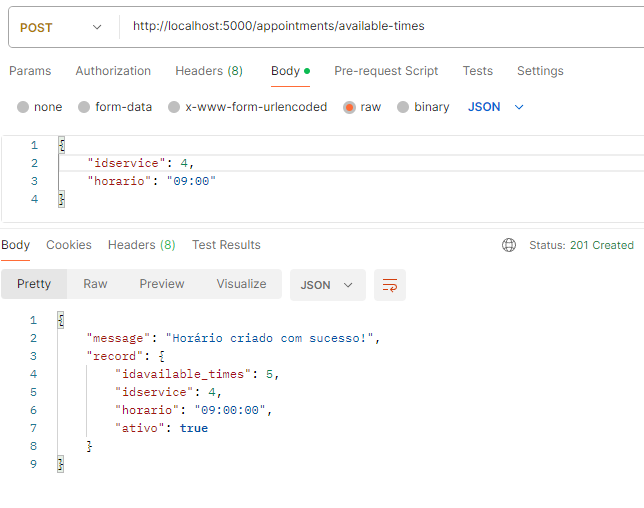 POST http://localhost:5000/appointments/available-times
Params Authorization Headers (8) Body Pre-request Script Tests Settings
none form-data x-www-form-urlencoded raw binary JSON
1 {
2 "idservice": 4,
3 "horario": "09:00"
4 }
Body Cookies Headers (8) Test Results Status: 201 Created
Pretty Raw Preview Visualize JSON
1 {
2 "message": "Horário criado com sucesso!",
3 "record": {
4 "idavailable_times": 5,
5 "idservice": 4,
6 "horario": "09:00:00",
7 "ativo": true
8 }
9 }